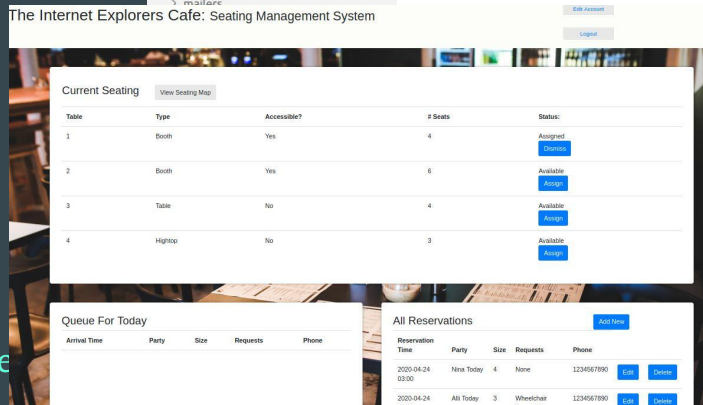 mailers
The Internet Explorers Cafe: Seating Management System
Edit Account
Logout
Current Seating
View Seating Map
Table Type Accessible? # Seats Status:
1 Booth Yes 4 Assigned
Dismiss
2 Booth Yes 6 Available
Assign
3 Table No 4 Available
Assign
4 Hightop No 3 Available
Assign
Queue For Today
Arrival Time Party Size Requests Phone
All Reservations
Add New
Reservation Time Party Size Requests Phone
2020-04-24 03:00 Nina Today 4 None 1234567890 Edit Delete
2020-04-24 Alli Today 3 Wheelchair 1234567890 Edit Delete